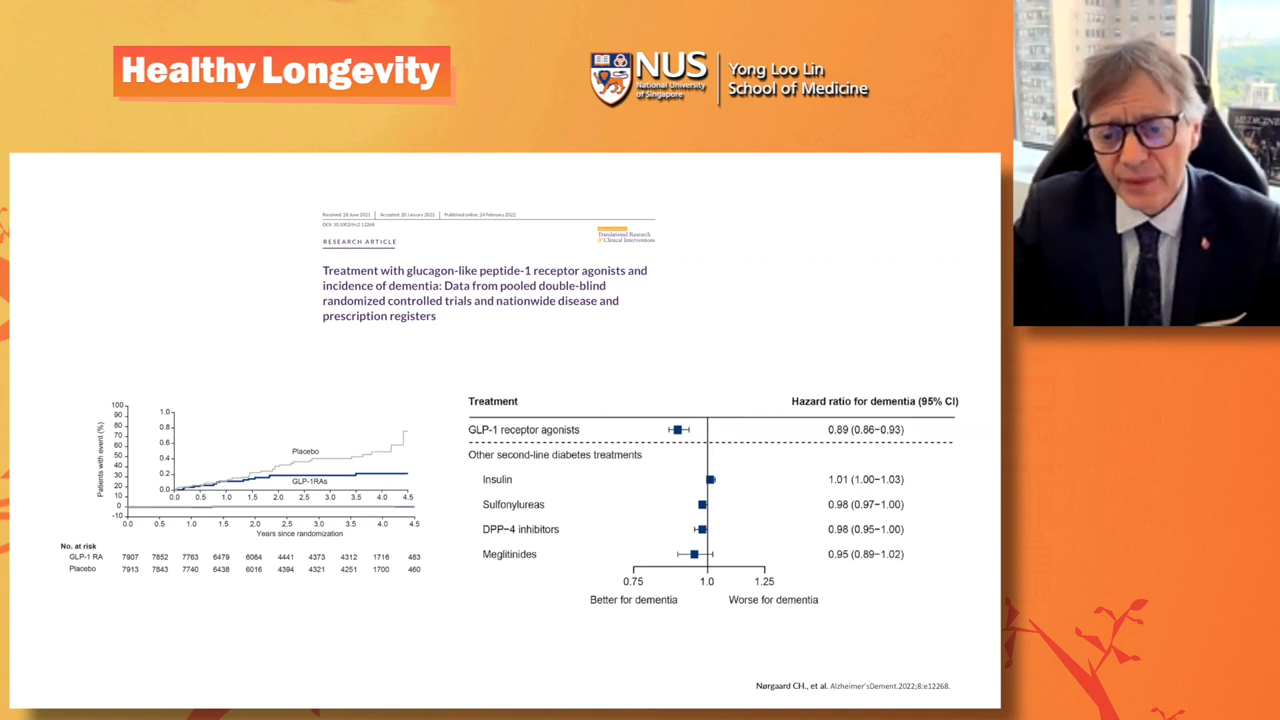 Healthy Longevity
NUS
National University
of Singapore
Yong Loo Lin
School of Medicine
MEDICINE
Received: 28 June 2021 | Accepted: 20 January 2022 | Published online: 24 February 2022
RESEARCH ARTICLE
Translational Research
& Clinical Interventions
Treatment with glucagon-like peptide-1 receptor agonists and
incidence of dementia: Data from pooled double-blind
randomized controlled trials and nationwide disease and
prescription registers
Patients with event (%)
100
90
80
70
60
50
40
30
20
10
0
-10
1.0
0.8
0.6
0.4
0.2
0.0
Placebo
GLP-1RAs
0.0 0.5 1.0 1.5 2.0 2.5 3.0 3.5 4.0 4.5
0.0 0.5 1.0 1.5 2.0 2.5 3.0 3.5 4.0 4.5
Years since randomization
No. at risk
GLP-1 RA 7907 7852 7763 6479 6064 4441 4373 4312 1716 483
Placebo 7913 7843 7740 6438 6016 4394 4321 4251 1700 460
Treatment Hazard ratio for dementia (95% CI)
GLP-1 receptor agonists 0.89 (0.86−0.93)
Other second-line diabetes treatments
Insulin 1.01 (1.00−1.03)
Sulfonylureas 0.98 (0.97−1.00)
DPP−4 inhibitors 0.98 (0.95−1.00)
Meglitinides 0.95 (0.89−1.02)
0.75 1.0 1.25
Better for dementia Worse for dementia
Nørgaard CH., et al. Alzheimer'sDement.2022;8:e12268.